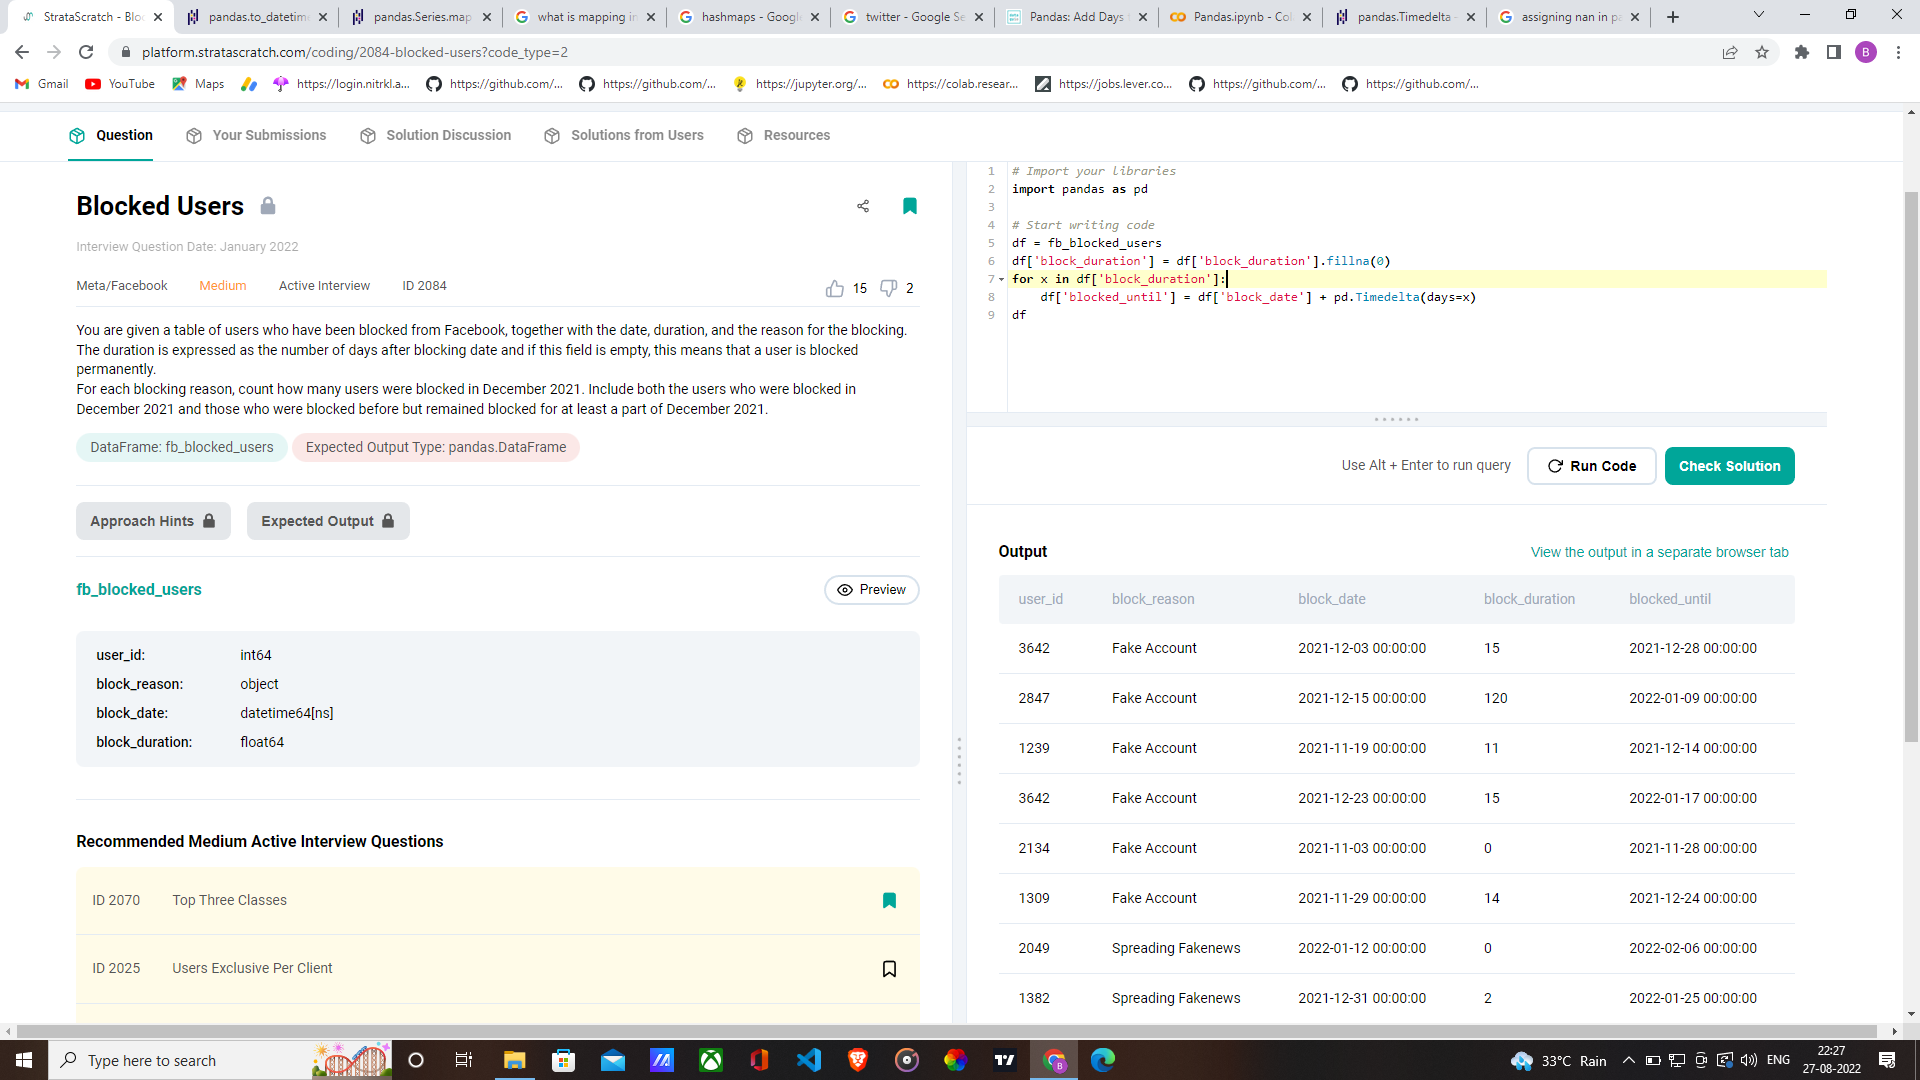 StrataScratch - Bloc
pandas.to_datetime
pandas.Series.map
what is mapping in
hashmaps - Google
twitter - Google Se
Pandas: Add Days
Pandas.ipynb - Col
pandas.Timedelta
assigning nan in pa
platform.stratascratch.com/coding/2084-blocked-users?code_type=2
B
Gmail
YouTube
Maps
https://login.nitrkl.a...
https://github.com/...
https://github.com/...
https://jupyter.org/...
https://colab.resear...
https://jobs.lever.co...
https://github.com/...
https://github.com/...
Question
Your Submissions
Solution Discussion
Solutions from Users
Resources
Blocked Users
Interview Question Date: January 2022
Meta/Facebook Medium Active Interview ID 2084 15 2
You are given a table of users who have been blocked from Facebook, together with the date, duration, and the reason for the blocking.
The duration is expressed as the number of days after blocking date and if this field is empty, this means that a user is blocked
permanently.
For each blocking reason, count how many users were blocked in December 2021. Include both the users who were blocked in
December 2021 and those who were blocked before but remained blocked for at least a part of December 2021.
DataFrame: fb_blocked_users
Expected Output Type: pandas.DataFrame
Approach Hints
Expected Output
fb_blocked_users
Preview
user_id: int64
block_reason: object
block_date: datetime64[ns]
block_duration: float64
Recommended Medium Active Interview Questions
ID 2070 Top Three Classes
ID 2025 Users Exclusive Per Client
1 # Import your libraries
2 import pandas as pd
3
4 # Start writing code
5 df = fb_blocked_users
6 df['block_duration'] = df['block_duration'].fillna(0)
7 for x in df['block_duration']:
8 df['blocked_until'] = df['block_date'] + pd.Timedelta(days=x)
9 df
Use Alt + Enter to run query
Run Code
Check Solution
Output
View the output in a separate browser tab
user_id block_reason block_date block_duration blocked_until
3642 Fake Account 2021-12-03 00:00:00 15 2021-12-28 00:00:00
2847 Fake Account 2021-12-15 00:00:00 120 2022-01-09 00:00:00
1239 Fake Account 2021-11-19 00:00:00 11 2021-12-14 00:00:00
3642 Fake Account 2021-12-23 00:00:00 15 2022-01-17 00:00:00
2134 Fake Account 2021-11-03 00:00:00 0 2021-11-28 00:00:00
1309 Fake Account 2021-11-29 00:00:00 14 2021-12-24 00:00:00
2049 Spreading Fakenews 2022-01-12 00:00:00 0 2022-02-06 00:00:00
1382 Spreading Fakenews 2021-12-31 00:00:00 2 2022-01-25 00:00:00
Type here to search
33°C Rain
ENG
22:27
27-08-2022